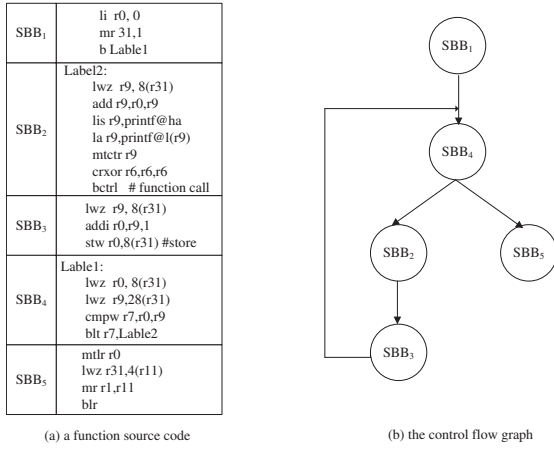 SBB1
li r0, 0
mr 31,1
b Lable1
SBB2
Label2:
lwz r9, 8(r31)
add r9,r0,r9
lis r9,printf@ha
la r9,printf@l(r9)
mtctr r9
crxor r6,r6,r6
bctrl # function call
SBB3
lwz r9, 8(r31)
addi r0,r9,1
stw r0,8(r31) #store
SBB4
Lable1:
lwz r0, 8(r31)
lwz r9,28(r31)
cmpw r7,r0,r9
blt r7,Lable2
SBB5
mtlr r0
lwz r31,4(r11)
mr r1,r11
blr
(a) a function source code
SBB1
SBB4
SBB2
SBB5
SBB3
(b) the control flow graph